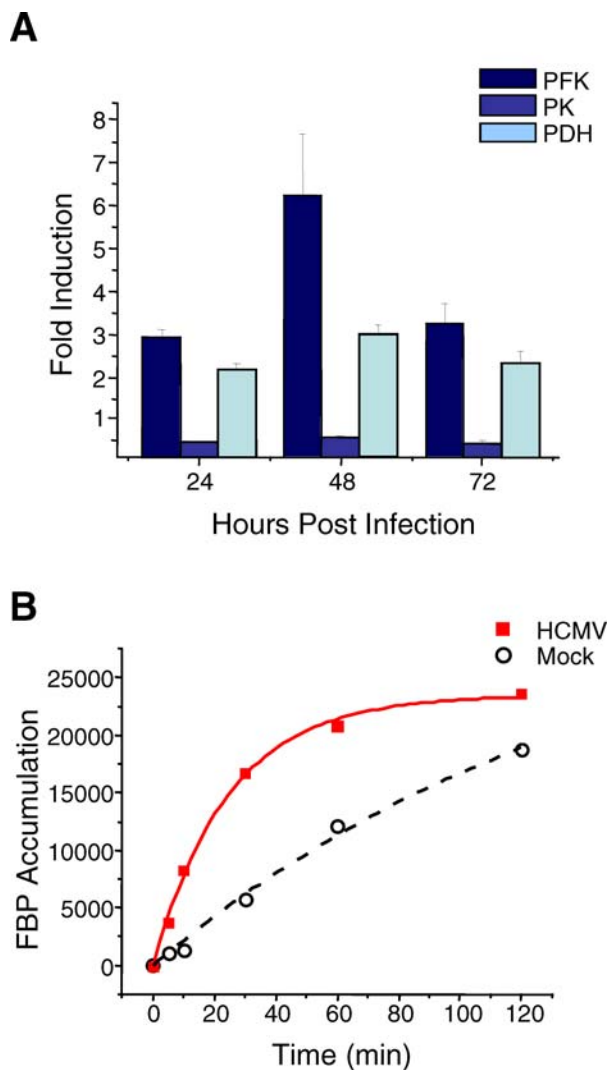 A
PFK
PK
PDH
8
7
6
5
4
3
2
1
Fold Induction
24 48 72
Hours Post Infection
B
HCMV
Mock
25000
20000
15000
10000
5000
0
FBP Accumulation
0 20 40 60 80 100 120
Time (min)